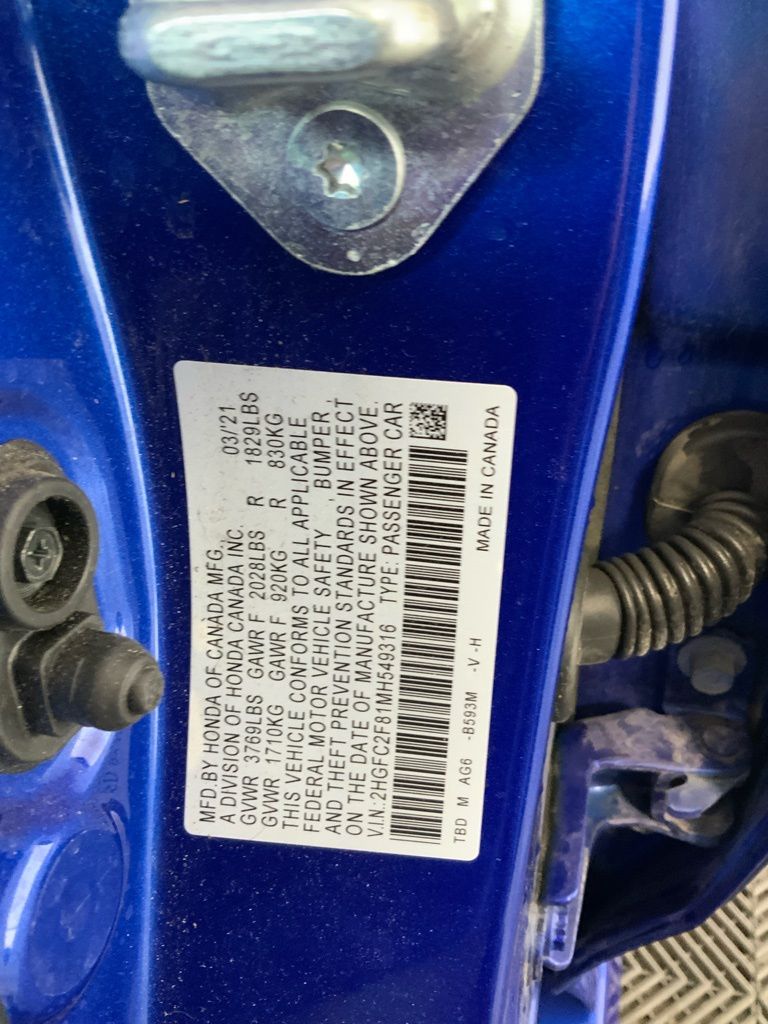 MFD.BY HONDA OF CANADA MFG. 03/21
A DIVISION OF HONDA CANADA INC.
GVWR 3769LBS GAWR F 2028LBS R 1829LBS
GVWR 1710KG GAWR F 920KG R 830KG
THIS VEHICLE CONFORMS TO ALL APPLICABLE
FEDERAL MOTOR VEHICLE SAFETY, BUMPER,
AND THEFT PREVENTION STANDARDS IN EFFECT
ON THE DATE OF MANUFACTURE SHOWN ABOVE.
V.I.N.:2HGFC2F81MH549316 TYPE: PASSENGER CAR
TBD M AG6 -B593M -V -H MADE IN CANADA